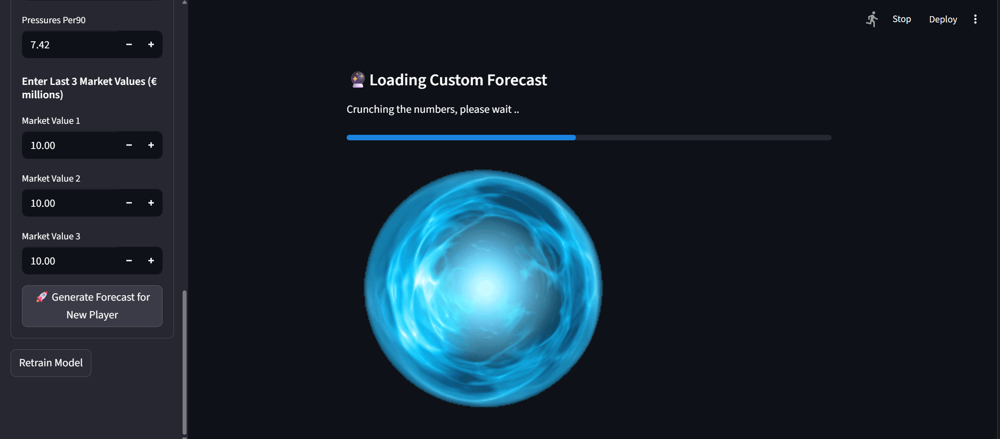 Pressures Per90
7.42
Enter Last 3 Market Values (€
millions)
Market Value 1
10.00
Market Value 2
10.00
Market Value 3
10.00
🚀 Generate Forecast for
New Player
Retrain Model
Stop
Deploy
🔮 Loading Custom Forecast
Crunching the numbers, please wait ..